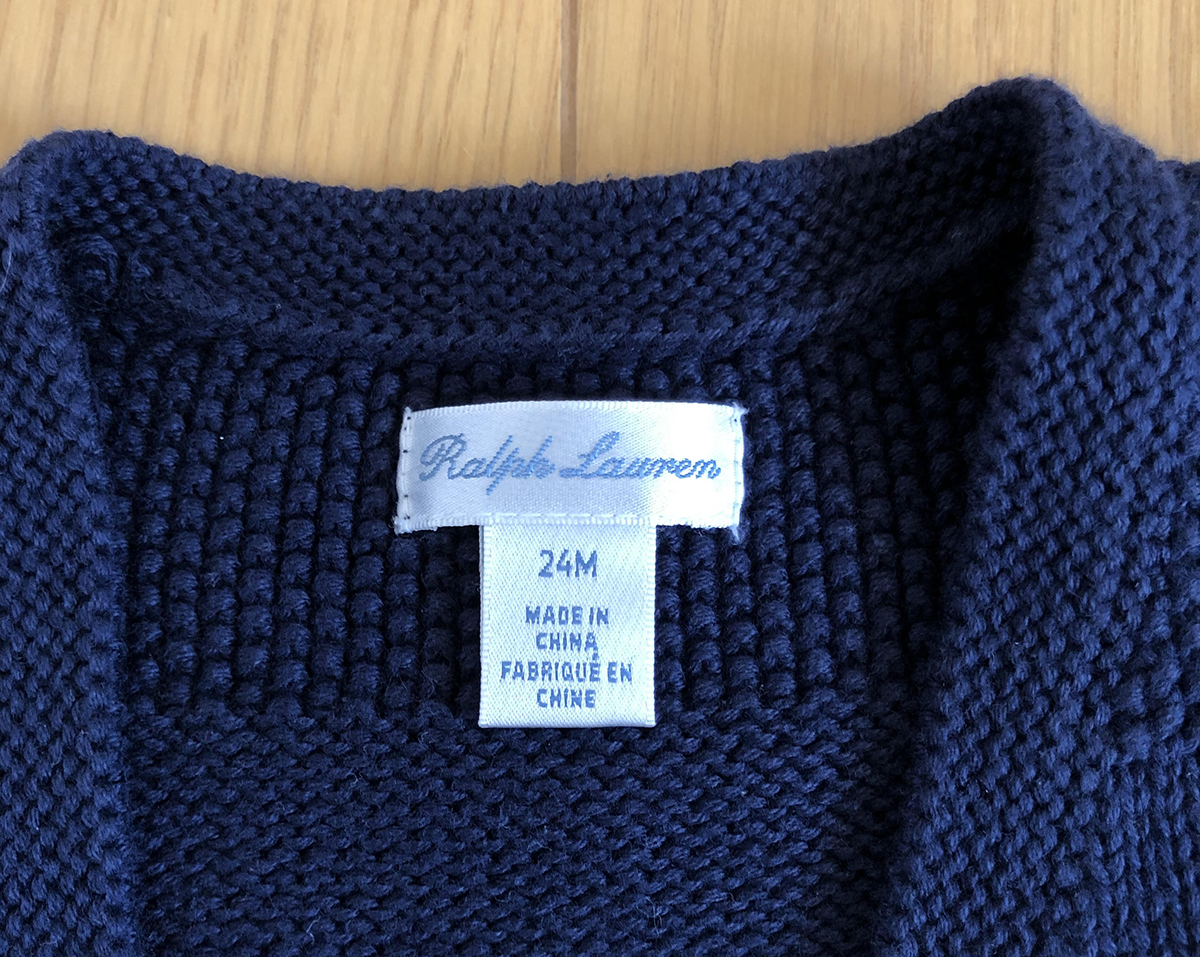 Ralph Lauren
24M
MADE IN
CHINA
FABRIQUÉ EN
CHINE